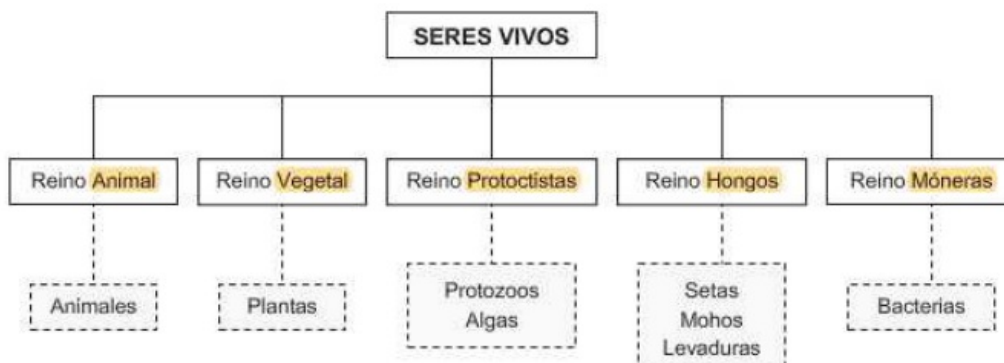 SERES VIVOS
Reino Animal
Reino Vegetal
Reino Protoctistas
Reino Hongos
Reino Móneras
Animales
Plantas
Protozoos
Algas
Setas
Mohos
Levaduras
Bacterias